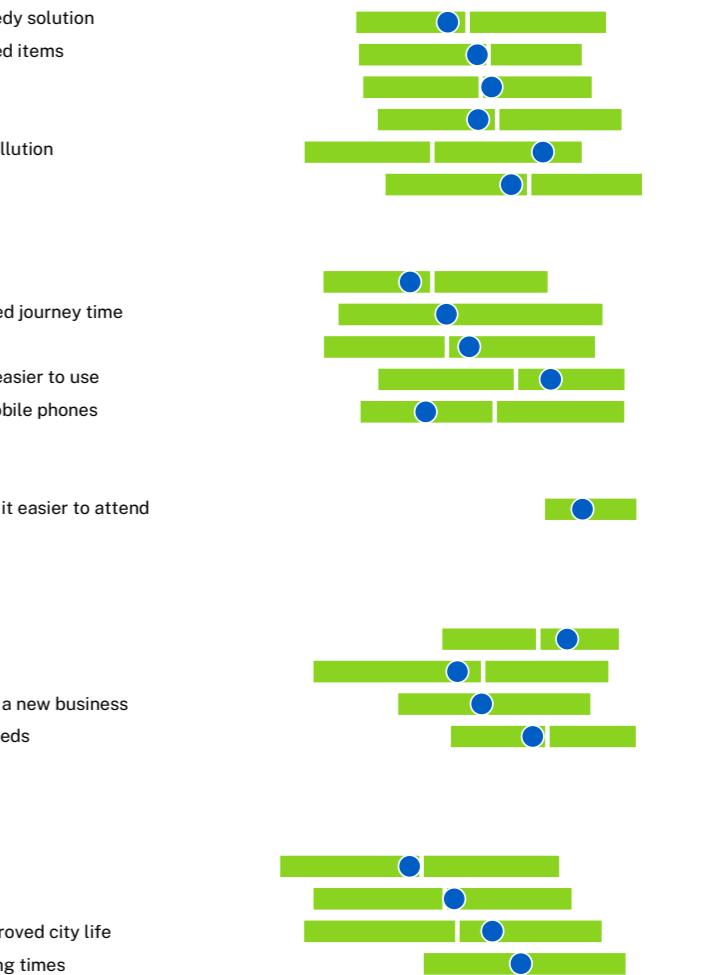 edy solution
ed items
llution
ed journey time
easier to use
obile phones
it easier to attend
a new business
eds
roved city life
ng times